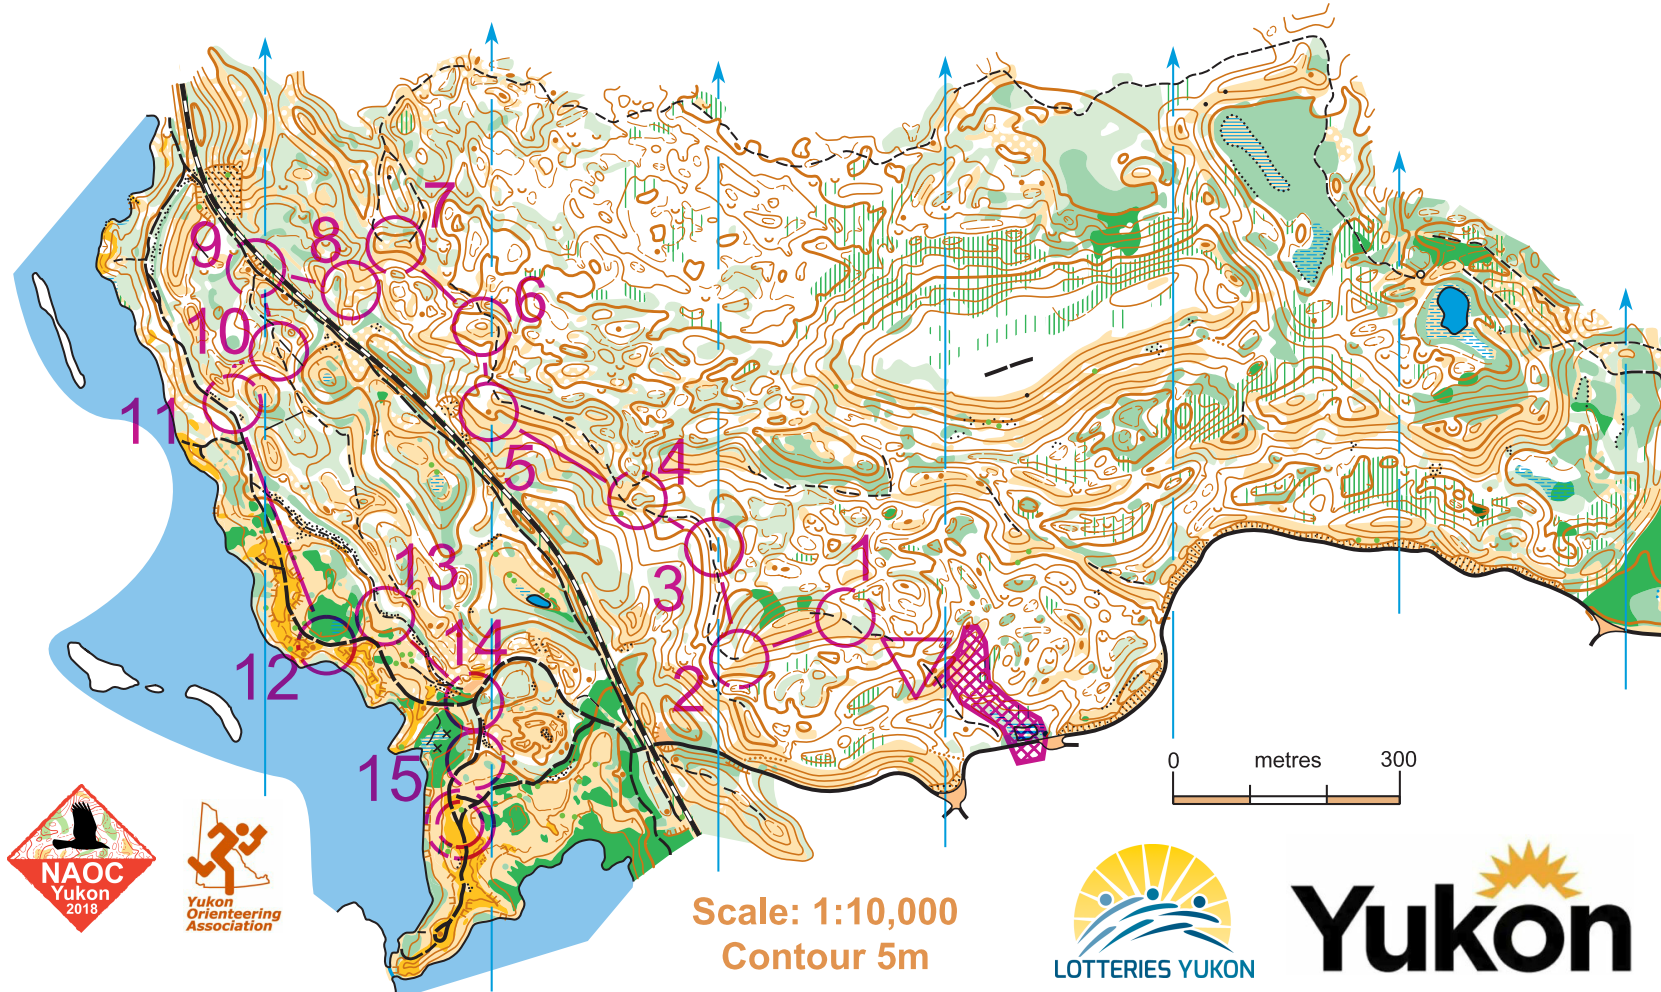 7
8
9
6
10
11
5
4
13
1
3
14
12
2
15
0 metres 300
NAOC
Yukon
2018
Yukon
Orienteering
Association
Scale: 1:10,000
Contour 5m
LOTTERIES YUKON
Yukon